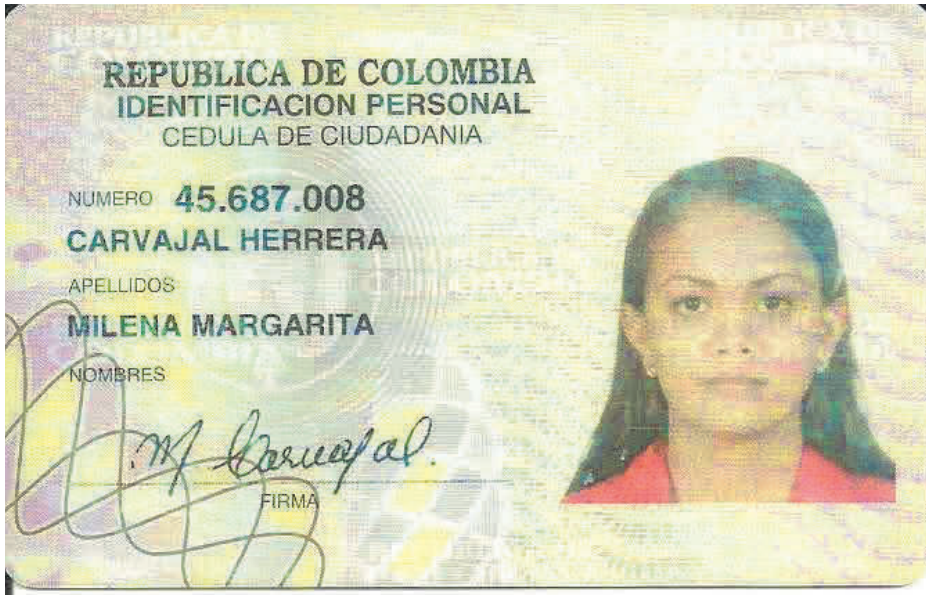 REPUBLICA DE COLOMBIA
IDENTIFICACION PERSONAL
CEDULA DE CIUDADANIA
NUMERO 45.687.008
CARVAJAL HERRERA
APELLIDOS
MILENA MARGARITA
NOMBRES
M Carvajal.
FIRMA